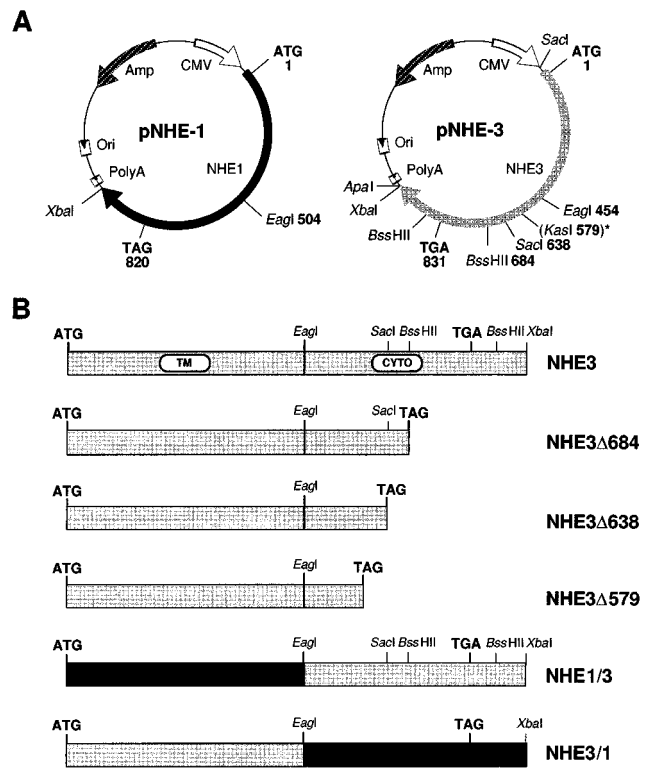 A
Amp
CMV
ATG
1
pNHE-1
Ori
PolyA
NHE1
XbaI
EagI 504
TAG
820
Amp
CMV
SacI
ATG
1
pNHE-3
Ori
PolyA
NHE3
ApaI
XbaI
BssHII
TGA
831
BssHII 684
SacI 638
(KasI 579)*
EagI 454
B
ATG EagI SacI BssHII TGA BssHII XbaI
TM CYTO NHE3
ATG EagI SacI TAG
NHE3Δ684
ATG EagI TAG
NHE3Δ638
ATG EagI TAG
NHE3Δ579
ATG EagI SacI BssHII TGA BssHII XbaI
NHE1/3
ATG EagI TAG XbaI
NHE3/1